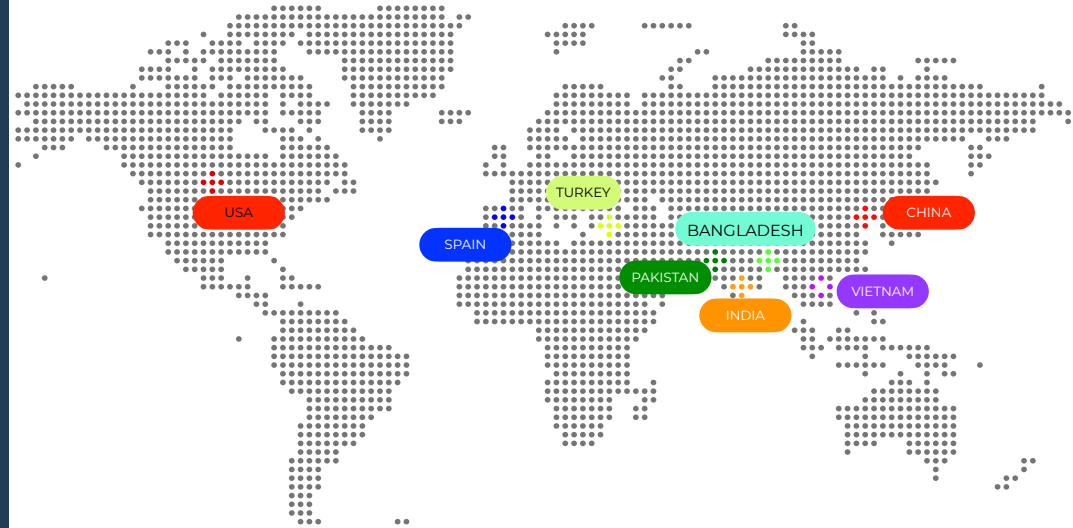 TURKEY
USA
CHINA
BANGLADESH
SPAIN
PAKISTAN
VIETNAM
INDIA